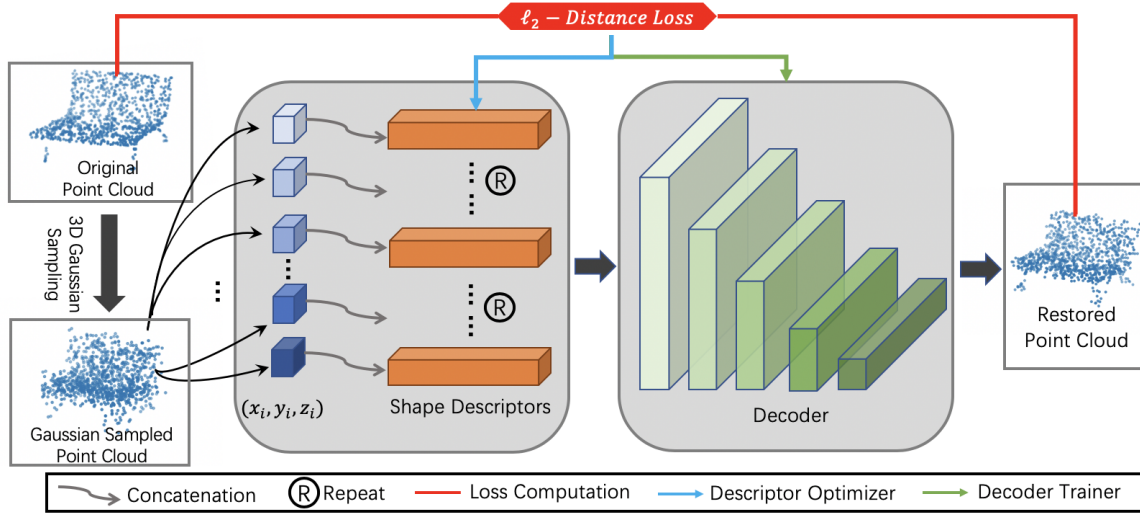 ℓ₂ − Distance Loss
Original
Point Cloud
3D Gaussian
Sampling
Gaussian Sampled
Point Cloud
(xᵢ, yᵢ, zᵢ)
Ⓡ
Ⓡ
Shape Descriptors
Decoder
Restored
Point Cloud
Concatenation
Ⓡ Repeat
Loss Computation
Descriptor Optimizer
Decoder Trainer